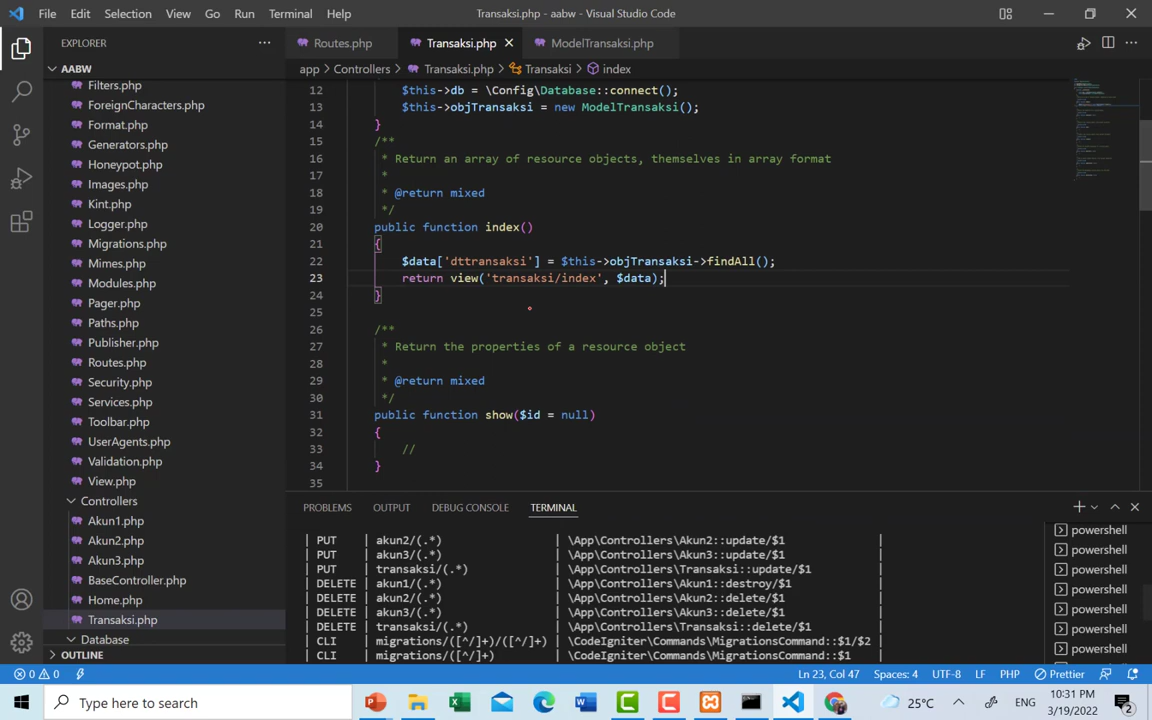 File Edit Selection View Go Run Terminal Help
Transaksi.php - aabw - Visual Studio Code
EXPLORER
AABW
Filters.php
ForeignCharacters.php
Format.php
Generators.php
Honeypot.php
Images.php
Kint.php
Logger.php
Migrations.php
Mimes.php
Modules.php
Pager.php
Paths.php
Publisher.php
Routes.php
Security.php
Services.php
Toolbar.php
UserAgents.php
Validation.php
View.php
Controllers
Akun1.php
Akun2.php
Akun3.php
BaseController.php
Home.php
Transaksi.php
Database
OUTLINE
Routes.php Transaksi.php ModelTransaksi.php
app > Controllers > Transaksi.php > Transaksi > index
12 $this->db = \Config\Database::connect();
13 $this->objTransaksi = new ModelTransaksi();
14 }
15 /**
16 * Return an array of resource objects, themselves in array format
17 *
18 * @return mixed
19 */
20 public function index()
21 {
22 $data['dttransaksi'] = $this->objTransaksi->findAll();
23 return view('transaksi/index', $data);
24 }
25
26 /**
27 * Return the properties of a resource object
28 *
29 * @return mixed
30 */
31 public function show($id = null)
32 {
33 //
34 }
35
PROBLEMS OUTPUT DEBUG CONSOLE TERMINAL
| PUT | akun2/(.*) | \App\Controllers\Akun2::update/$1 |
| PUT | akun3/(.*) | \App\Controllers\Akun3::update/$1 |
| PUT | transaksi/(.*) | \App\Controllers\Transaksi::update/$1 |
| DELETE | akun1/(.*) | \App\Controllers\Akun1::destroy/$1 |
| DELETE | akun2/(.*) | \App\Controllers\Akun2::delete/$1 |
| DELETE | akun3/(.*) | \App\Controllers\Akun3::delete/$1 |
| DELETE | transaksi/(.*) | \App\Controllers\Transaksi::delete/$1 |
| CLI | migrations/([^/]+)/([^/]+) | \CodeIgniter\Commands\MigrationsCommand::$1/$2 |
| CLI | migrations/([^/]+) | \CodeIgniter\Commands\MigrationsCommand::$1 |
powershell
powershell
powershell
powershell
powershell
powershell
powershell
0 0
Ln 23, Col 47 Spaces: 4 UTF-8 LF PHP Prettier
Type here to search
25°C ENG
10:31 PM
3/19/2022
2